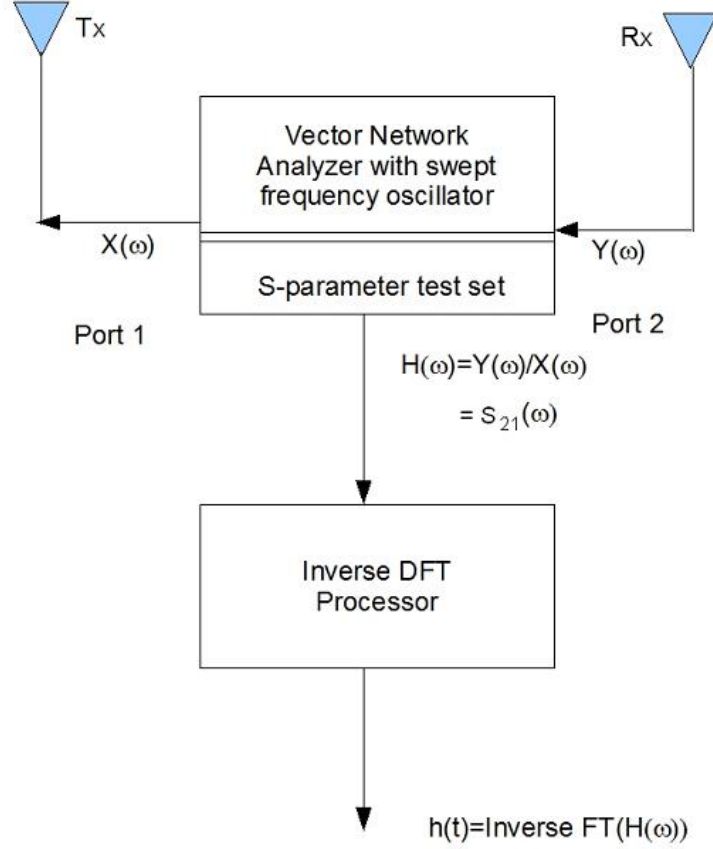 Tx
Rx
Vector Network
Analyzer with swept
frequency oscillator
X(ω)
Y(ω)
S-parameter test set
Port 1
Port 2
H(ω)=Y(ω)/X(ω)
= S21(ω)
Inverse DFT
Processor
h(t)=Inverse FT(H(ω))